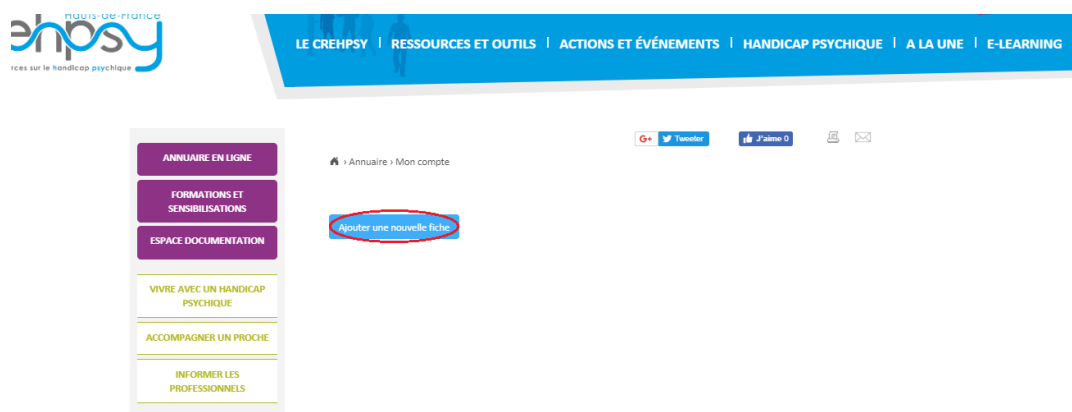 Hauts-de-France
ehpsy
rces sur le handicap psychique
LE CREHPSY | RESSOURCES ET OUTILS | ACTIONS ET ÉVÉNEMENTS | HANDICAP PSYCHIQUE | A LA UNE | E-LEARNING
G+ Tweeter J'aime 0
ANNUAIRE EN LIGNE
› Annuaire › Mon compte
FORMATIONS ET
SENSIBILISATIONS
Ajouter une nouvelle fiche
ESPACE DOCUMENTATION
VIVRE AVEC UN HANDICAP
PSYCHIQUE
ACCOMPAGNER UN PROCHE
INFORMER LES
PROFESSIONNELS